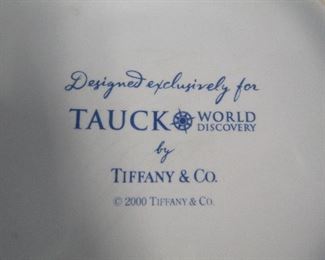 Designed exclusively for
TAUCK WORLD DISCOVERY
by
TIFFANY & CO.
© 2000 TIFFANY & CO.